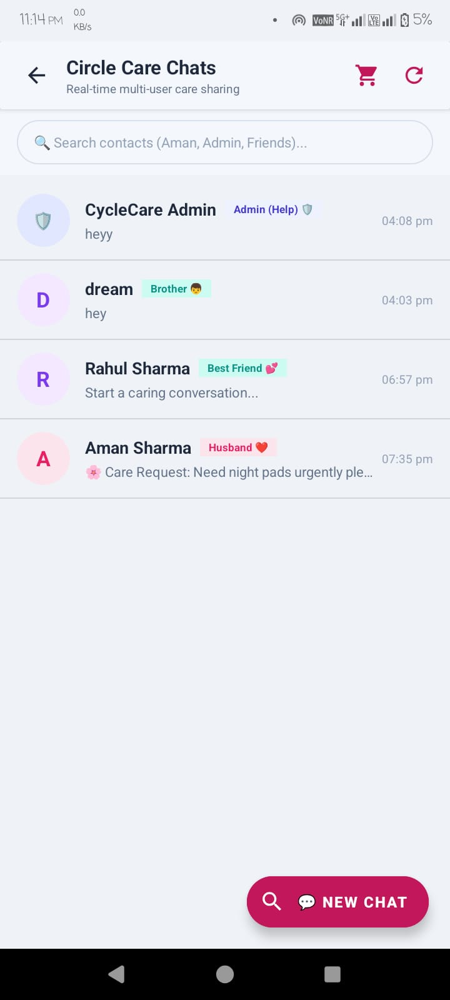 11:14 PM
0.0
KB/s
VoNR 5G+ Vo LTE 5%
Circle Care Chats
Real-time multi-user care sharing
🔍 Search contacts (Aman, Admin, Friends)...
CycleCare Admin Admin (Help) 🛡️
04:08 pm
heyy
D
dream Brother 👦
04:03 pm
hey
R
Rahul Sharma Best Friend 💕
06:57 pm
Start a caring conversation...
A
Aman Sharma Husband ❤️
07:35 pm
🌸 Care Request: Need night pads urgently ple...
💬 NEW CHAT